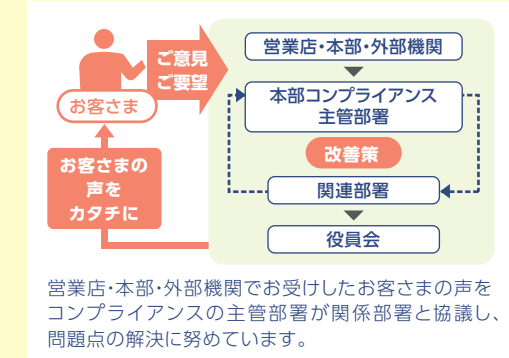 お客さま
ご意見
ご要望
営業店・本部・外部機関
本部コンプライアンス
主管部署
改善策
関連部署
役員会
お客さまの
声を
カタチに
営業店・本部・外部機関でお受けしたお客さまの声を
コンプライアンスの主管部署が関係部署と協議し、
問題点の解決に努めています。